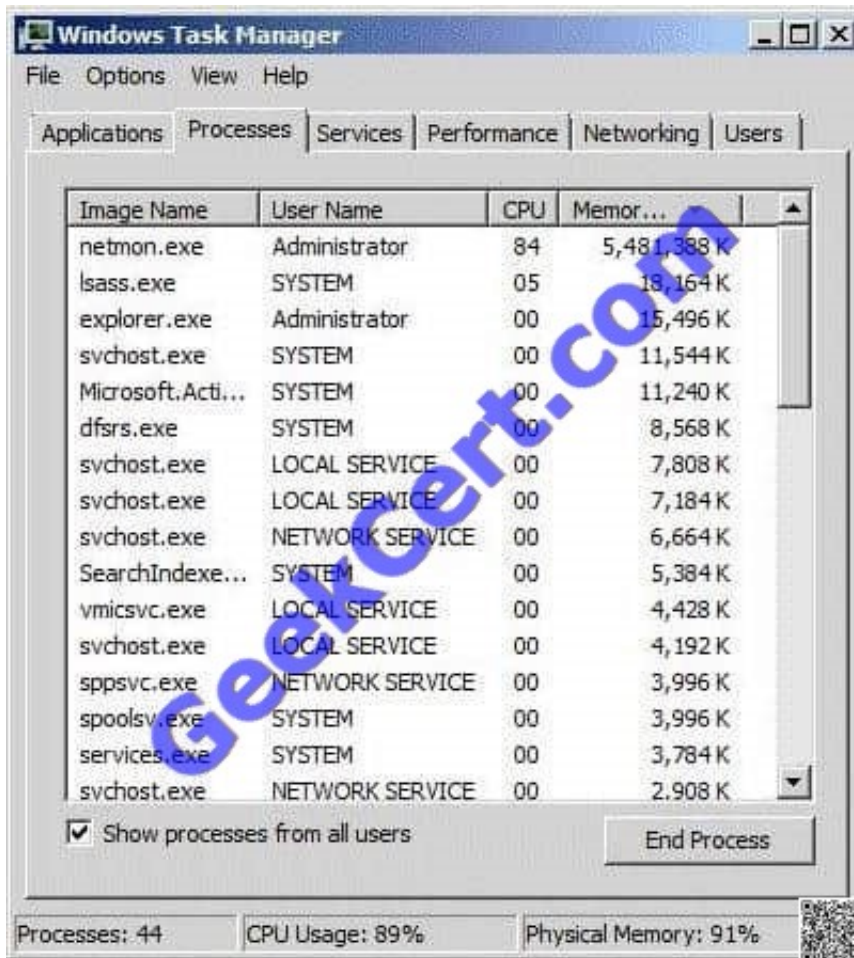 Windows Task Manager
File Options View Help
Applications Processes Services Performance Networking Users
Image Name User Name CPU Memor...
netmon.exe Administrator 84 5,481,388 K
lsass.exe SYSTEM 05 18,164 K
explorer.exe Administrator 00 15,496 K
svchost.exe SYSTEM 00 11,544 K
Microsoft.Acti... SYSTEM 00 11,240 K
dfsrs.exe SYSTEM 00 8,568 K
svchost.exe LOCAL SERVICE 00 7,808 K
svchost.exe LOCAL SERVICE 00 7,184 K
svchost.exe NETWORK SERVICE 00 6,664 K
SearchIndexe... SYSTEM 00 5,384 K
vmicsvc.exe LOCAL SERVICE 00 4,428 K
svchost.exe LOCAL SERVICE 00 4,192 K
sppsvc.exe NETWORK SERVICE 00 3,996 K
spoolsv.exe SYSTEM 00 3,996 K
services.exe SYSTEM 00 3,784 K
svchost.exe NETWORK SERVICE 00 2,908 K
GeekCert.com
Show processes from all users End Process
Processes: 44 CPU Usage: 89% Physical Memory: 91%